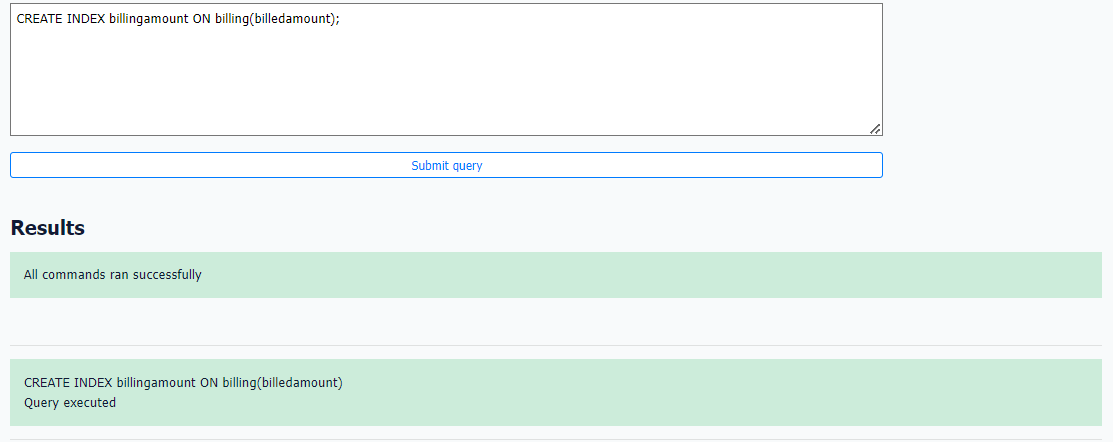 CREATE INDEX billingamount ON billing(billedamount);
Submit query
Results
All commands ran successfully
CREATE INDEX billingamount ON billing(billedamount)
Query executed